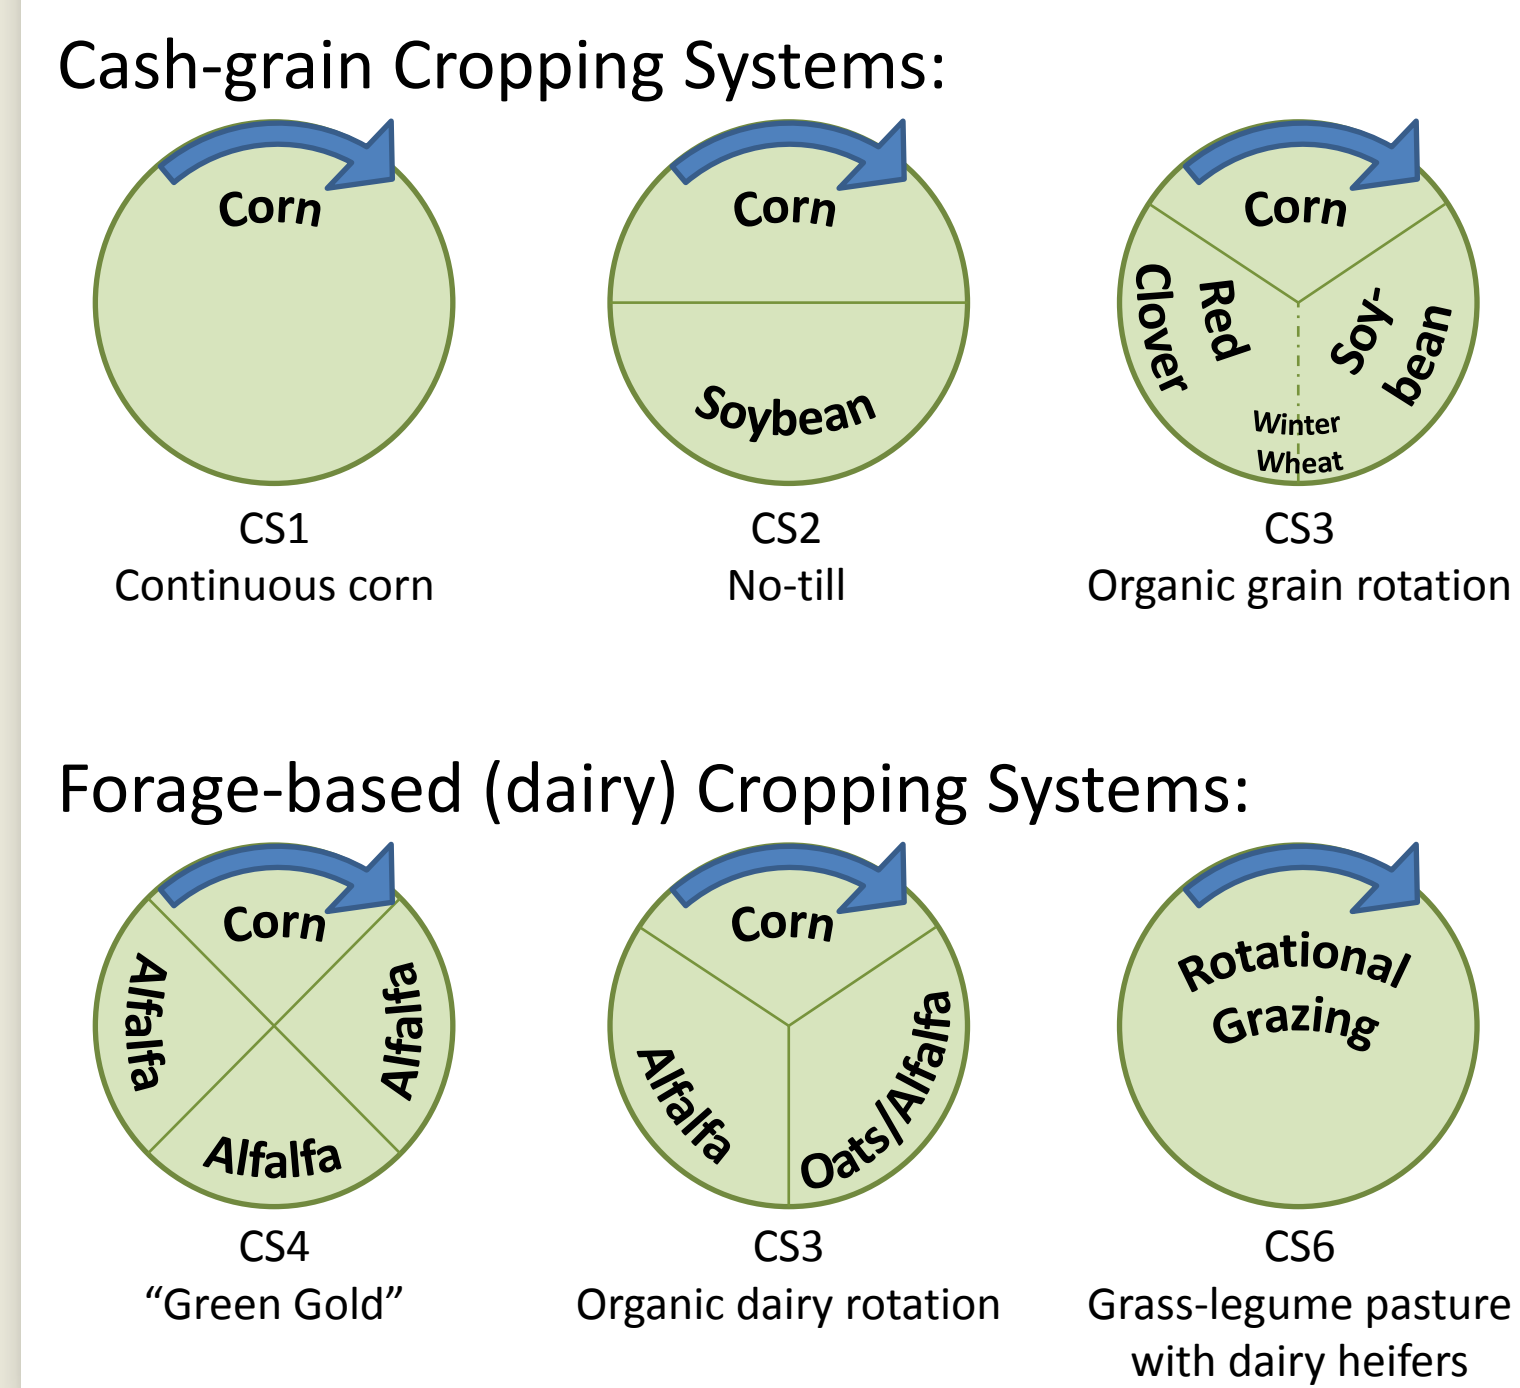 Cash-grain Cropping Systems:
Corn
Corn
Soybean
Corn
Soy-
bean
Winter
Wheat
Red
Clover
CS1
Continuous corn
CS2
No-till
CS3
Organic grain rotation
Forage-based (dairy) Cropping Systems:
Corn
Alfalfa
Alfalfa
Alfalfa
Corn
Oats/Alfalfa
Alfalfa
Rotational
Grazing
CS4
“Green Gold”
CS3
Organic dairy rotation
CS6
Grass-legume pasture
with dairy heifers